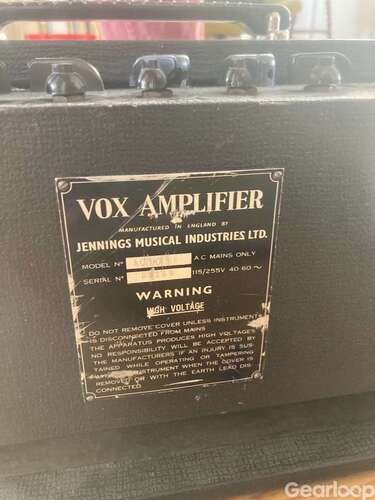 VOX AMPLIFIER
MANUFACTURED IN ENGLAND BY
JENNINGS MUSICAL INDUSTRIES LTD.
MODEL Nº A C MAINS ONLY
SERIAL Nº 115/255V 40 60 ~
WARNING
HIGH VOLTAGE
DO NOT REMOVE COVER UNLESS INSTRUMENT
IS DISCONNECTED FROM MAINS
THE APPARATUS PRODUCES HIGH VOLTAGES
NO RESPONSIBILITY WILL BE ACCEPTED BY
THE MANUFACTURERS IF AN INJURY IS SUS-
TAINED WHILE OPERATING OR TAMPERING
INSTRUMENT WHEN THE COVER IS
REMOVED OR WITH THE EARTH LEAD DIS-
CONNECTED.
Gearloop